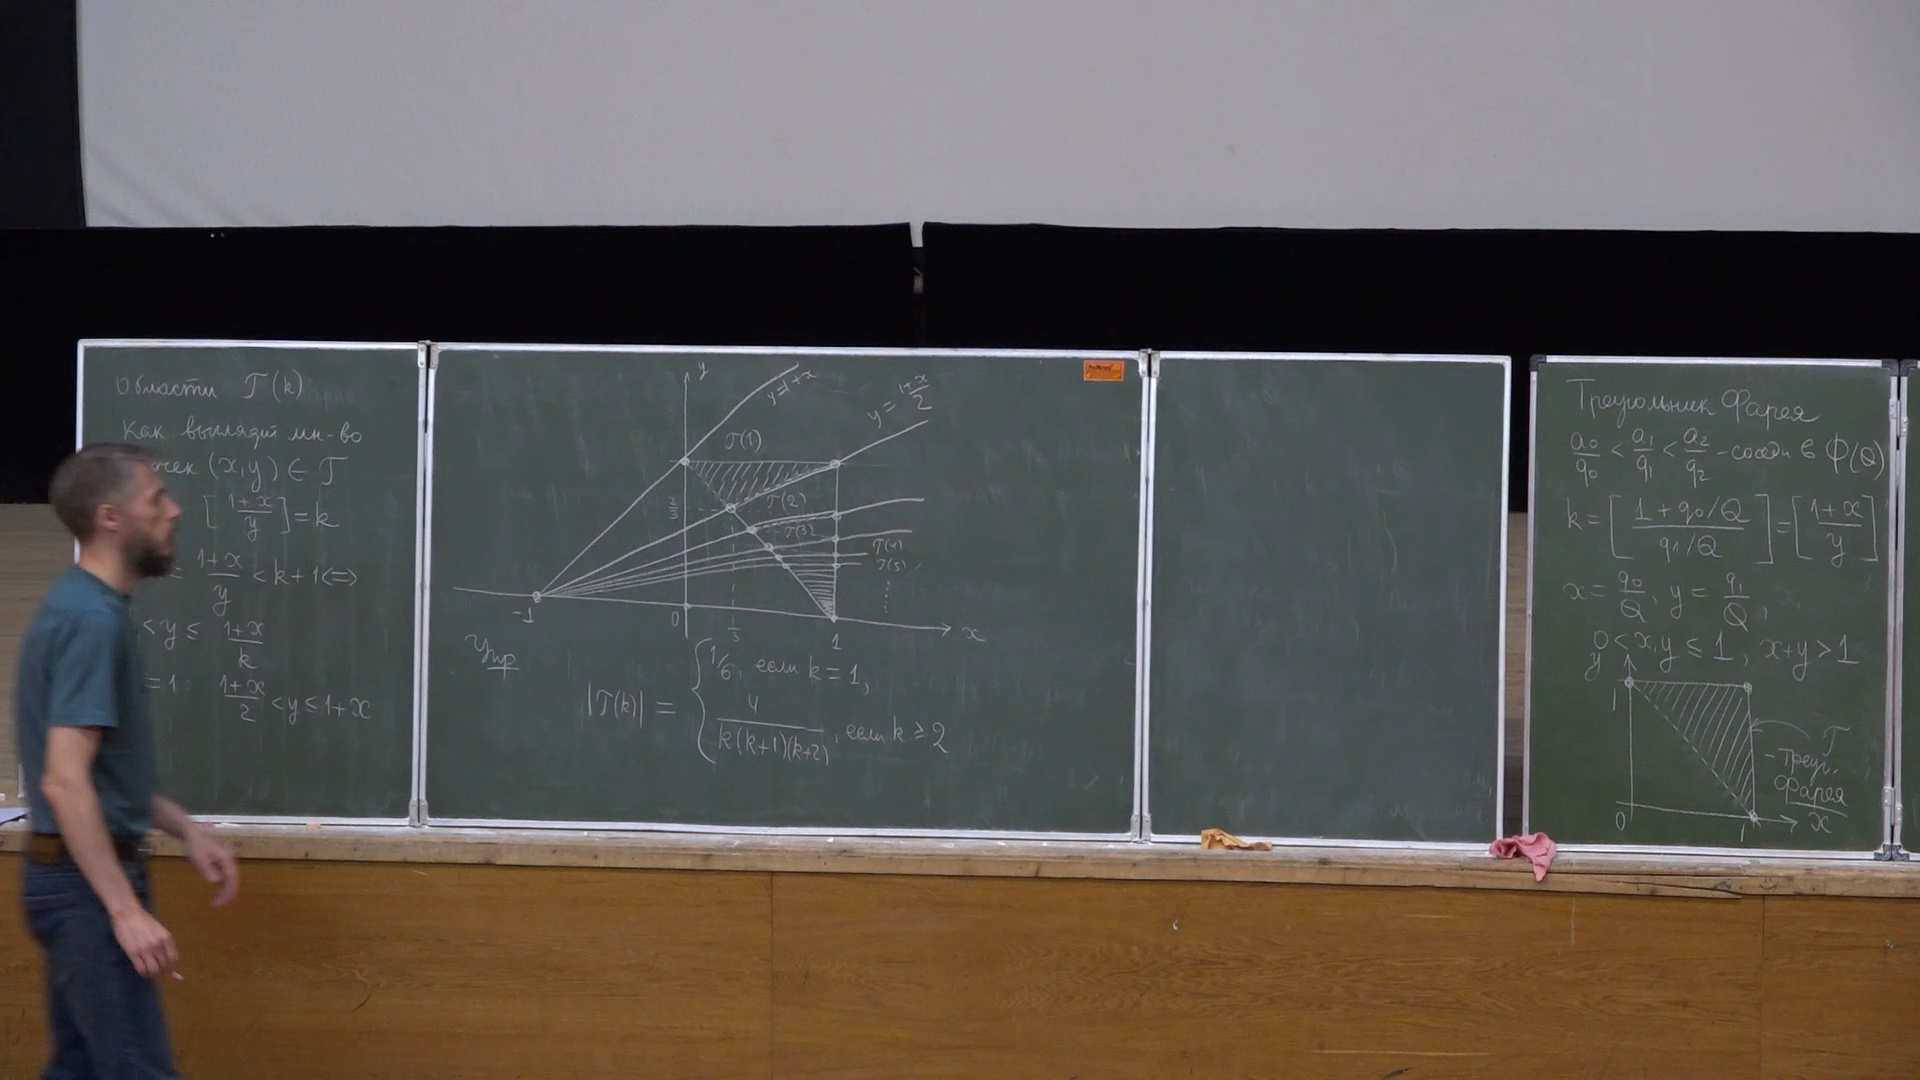 Области T(k)
Как выглядит мн-во
(x,y) ∈ T
[(1+x)/y] = k
(1+x)/y < k+1 <=>
< y ≤ (1+x)/k
=1: (1+x)/2 < y ≤ 1+x
y
y=1+x
y = (1+x)/2
T(1)
2/3
T(2)
T(3)
T(4)
T(5)
-1
0
1/3
1
x
Упр
|T(k)| = { 1/6, если k=1,
4/(k(k+1)(k+2)), если k ≥ 2
Треугольник Фарея
a₀/q₀ < a₁/q₁ < a₂/q₂ - соседи в Φ(Q)
k = [(1+q₀/Q)/(q₁/Q)] = [(1+x)/y]
x = q₀/Q, y = q₁/Q,
0<x,y ≤ 1, x+y>1
y
1
T
- треуг.
Фарея
0
1
x